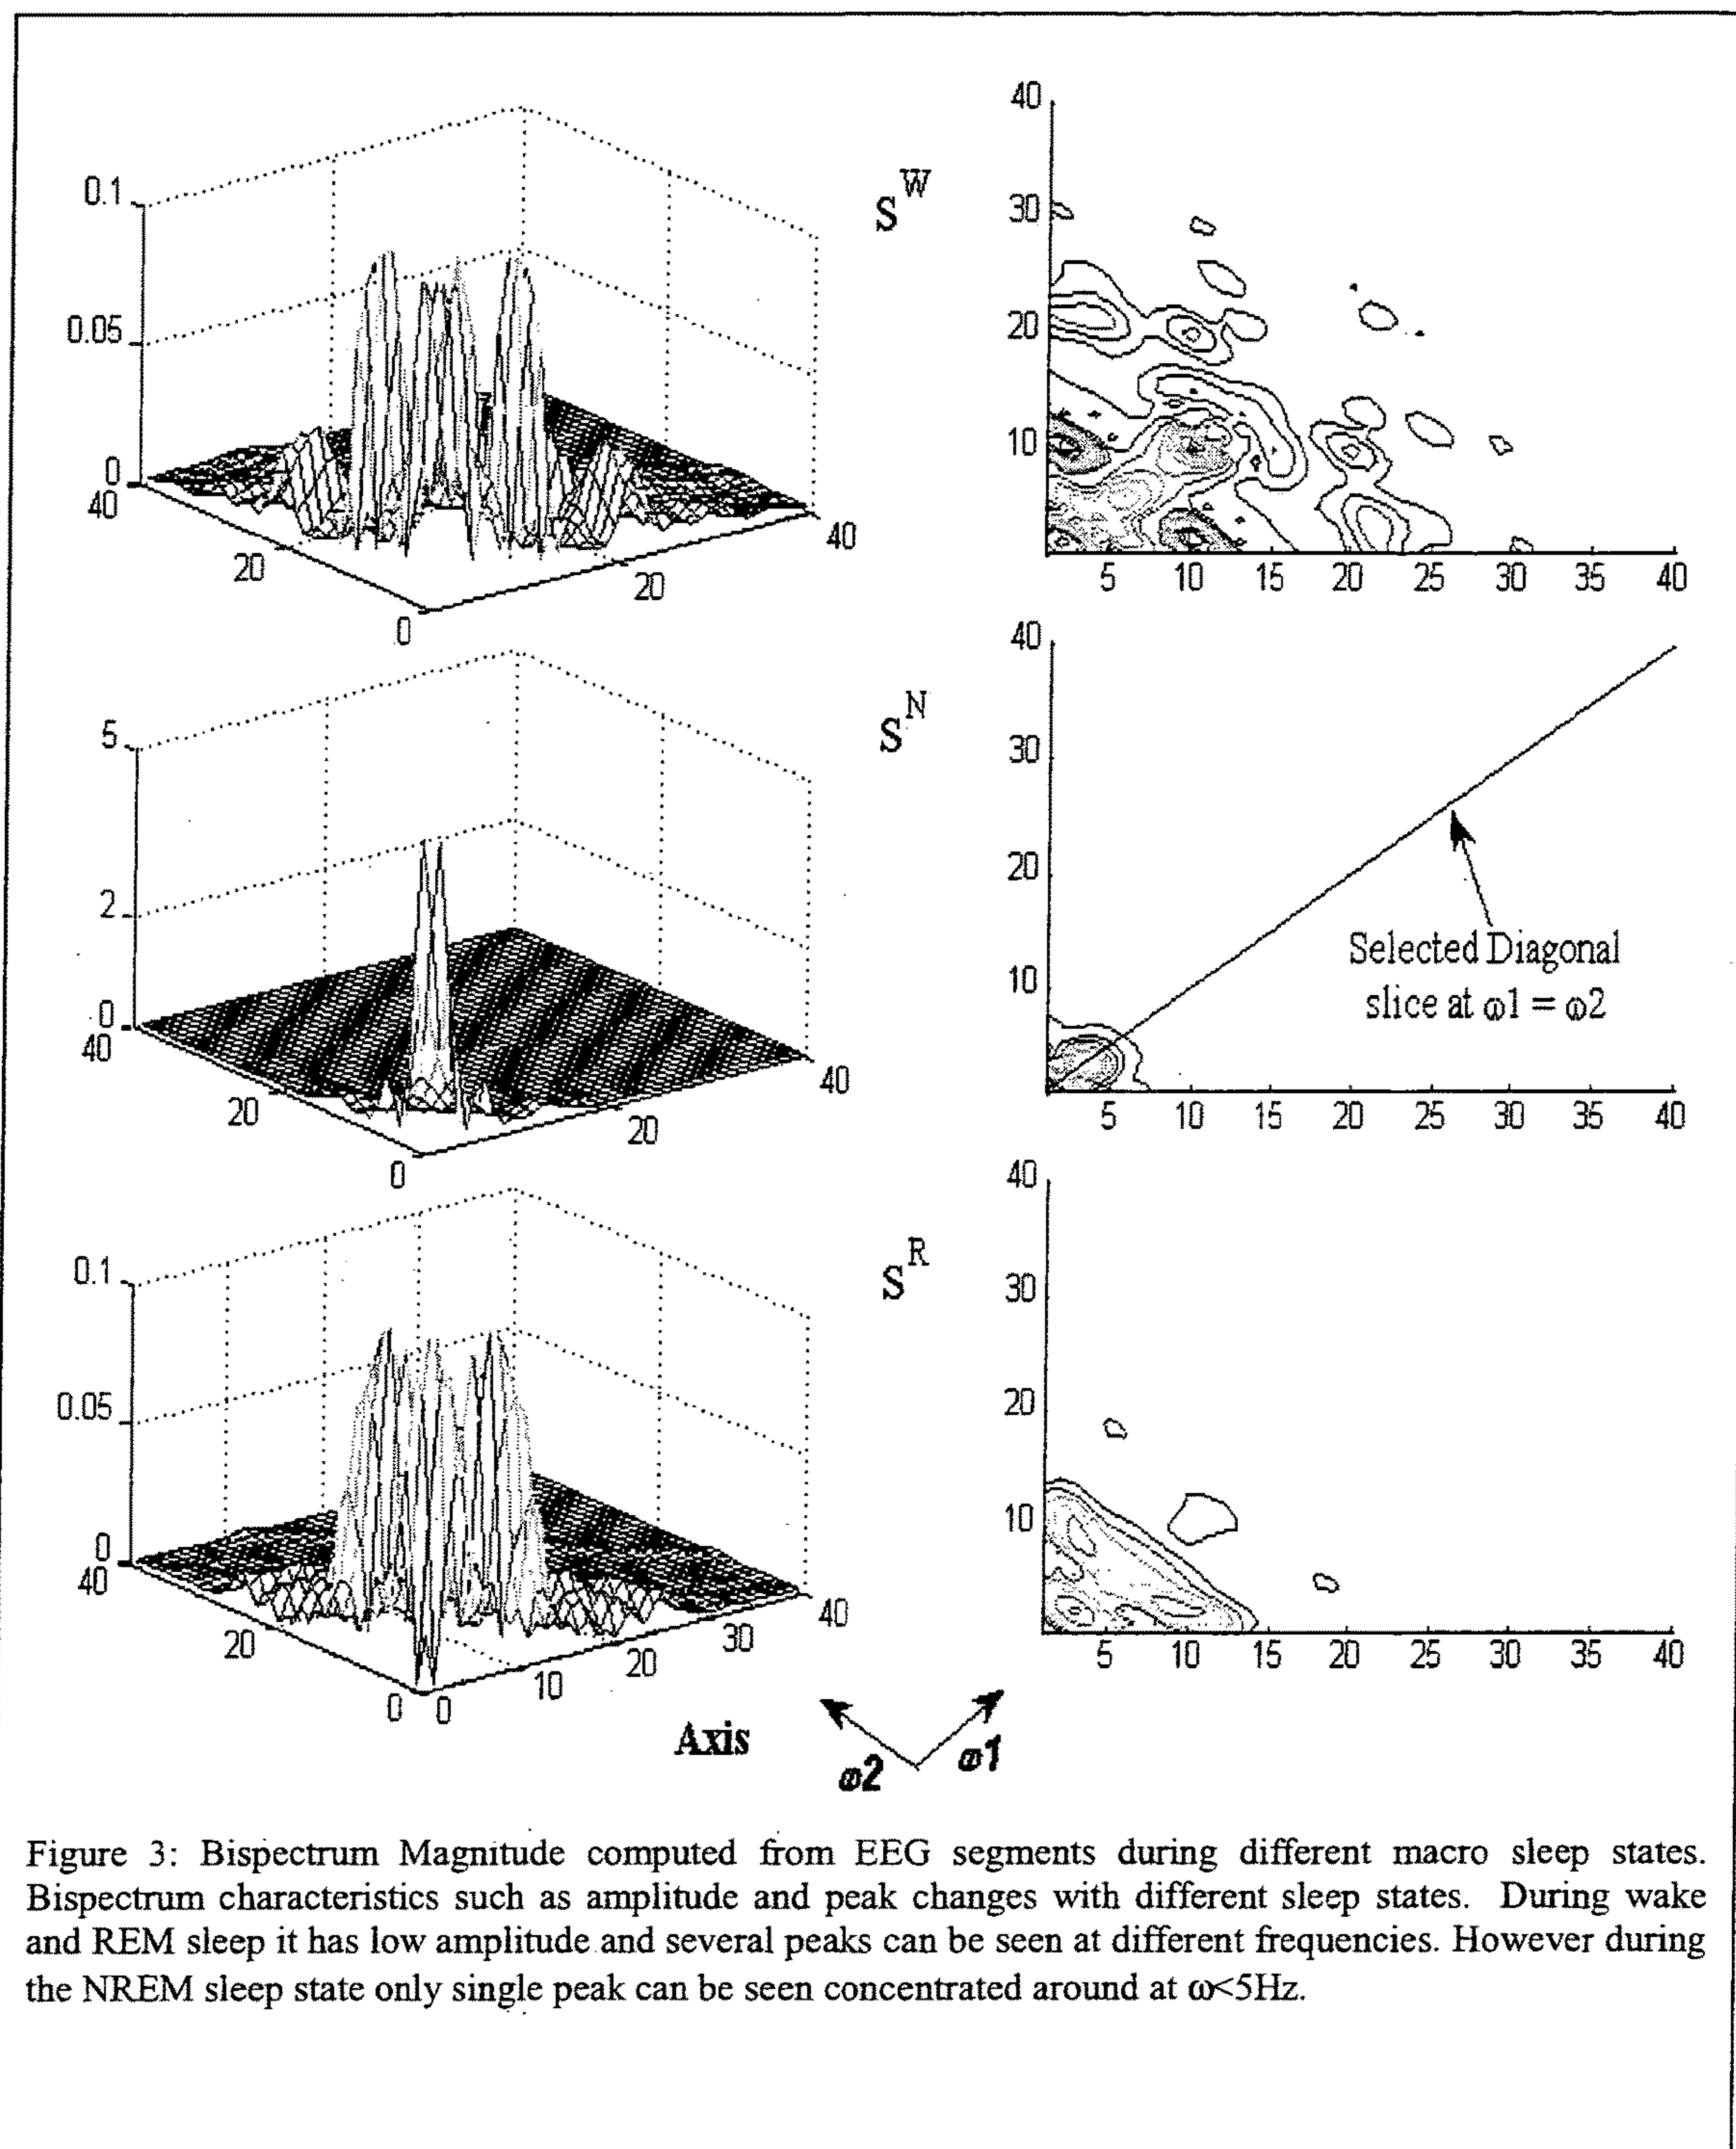 0.1
0.05
0
40
20
0
20
40
S^W
40
30
20
10
5 10 15 20 25 30 35 40
5
2
0
40
20
0
20
40
S^N
40
30
20
10
Selected Diagonal
slice at ω1 = ω2
5 10 15 20 25 30 35 40
0.1
0.05
0
40
20
0 0
10
20
30
40
S^R
40
30
20
10
5 10 15 20 25 30 35 40
Axis
ω2
ω1
Figure 3: Bispectrum Magnitude computed from EEG segments during different macro sleep states.
Bispectrum characteristics such as amplitude and peak changes with different sleep states. During wake
and REM sleep it has low amplitude and several peaks can be seen at different frequencies. However during
the NREM sleep state only single peak can be seen concentrated around at ω<5Hz.